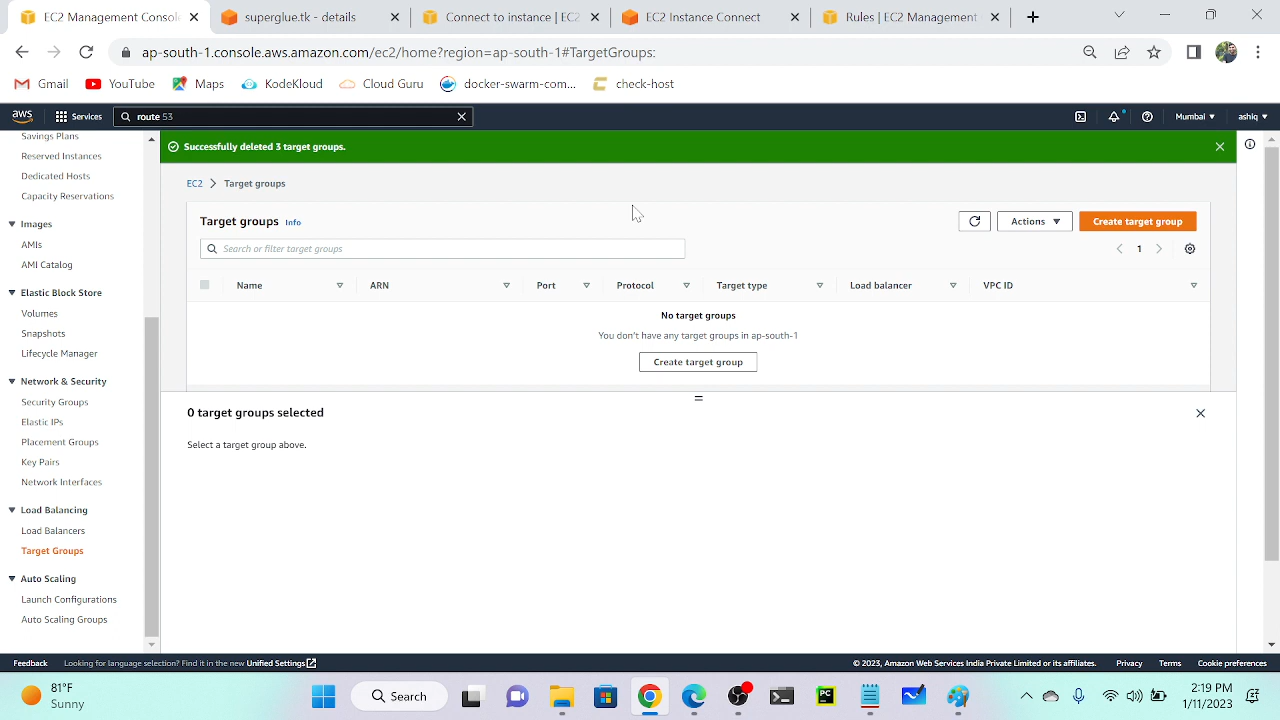 EC2 Management Console
superglue.tk - details
Connect to instance | EC2
EC2 Instance Connect
Rules | EC2 Management
ap-south-1.console.aws.amazon.com/ec2/home?region=ap-south-1#TargetGroups:
Gmail
YouTube
Maps
KodeKloud
Cloud Guru
docker-swarm-com...
check-host
aws
Services
route 53
Mumbai
ashiq
Savings Plans
Reserved Instances
Dedicated Hosts
Capacity Reservations
Images
AMIs
AMI Catalog
Elastic Block Store
Volumes
Snapshots
Lifecycle Manager
Network & Security
Security Groups
Elastic IPs
Placement Groups
Key Pairs
Network Interfaces
Load Balancing
Load Balancers
Target Groups
Auto Scaling
Launch Configurations
Auto Scaling Groups
Successfully deleted 3 target groups.
EC2 > Target groups
Target groups Info
Actions
Create target group
Search or filter target groups
1
Name
ARN
Port
Protocol
Target type
Load balancer
VPC ID
No target groups
You don't have any target groups in ap-south-1
Create target group
0 target groups selected
Select a target group above.
Feedback
Looking for language selection? Find it in the new Unified Settings
© 2023, Amazon Web Services India Private Limited or its affiliates.
Privacy
Terms
Cookie preferences
81°F
Sunny
Search
PC
2:19 PM
1/11/2023